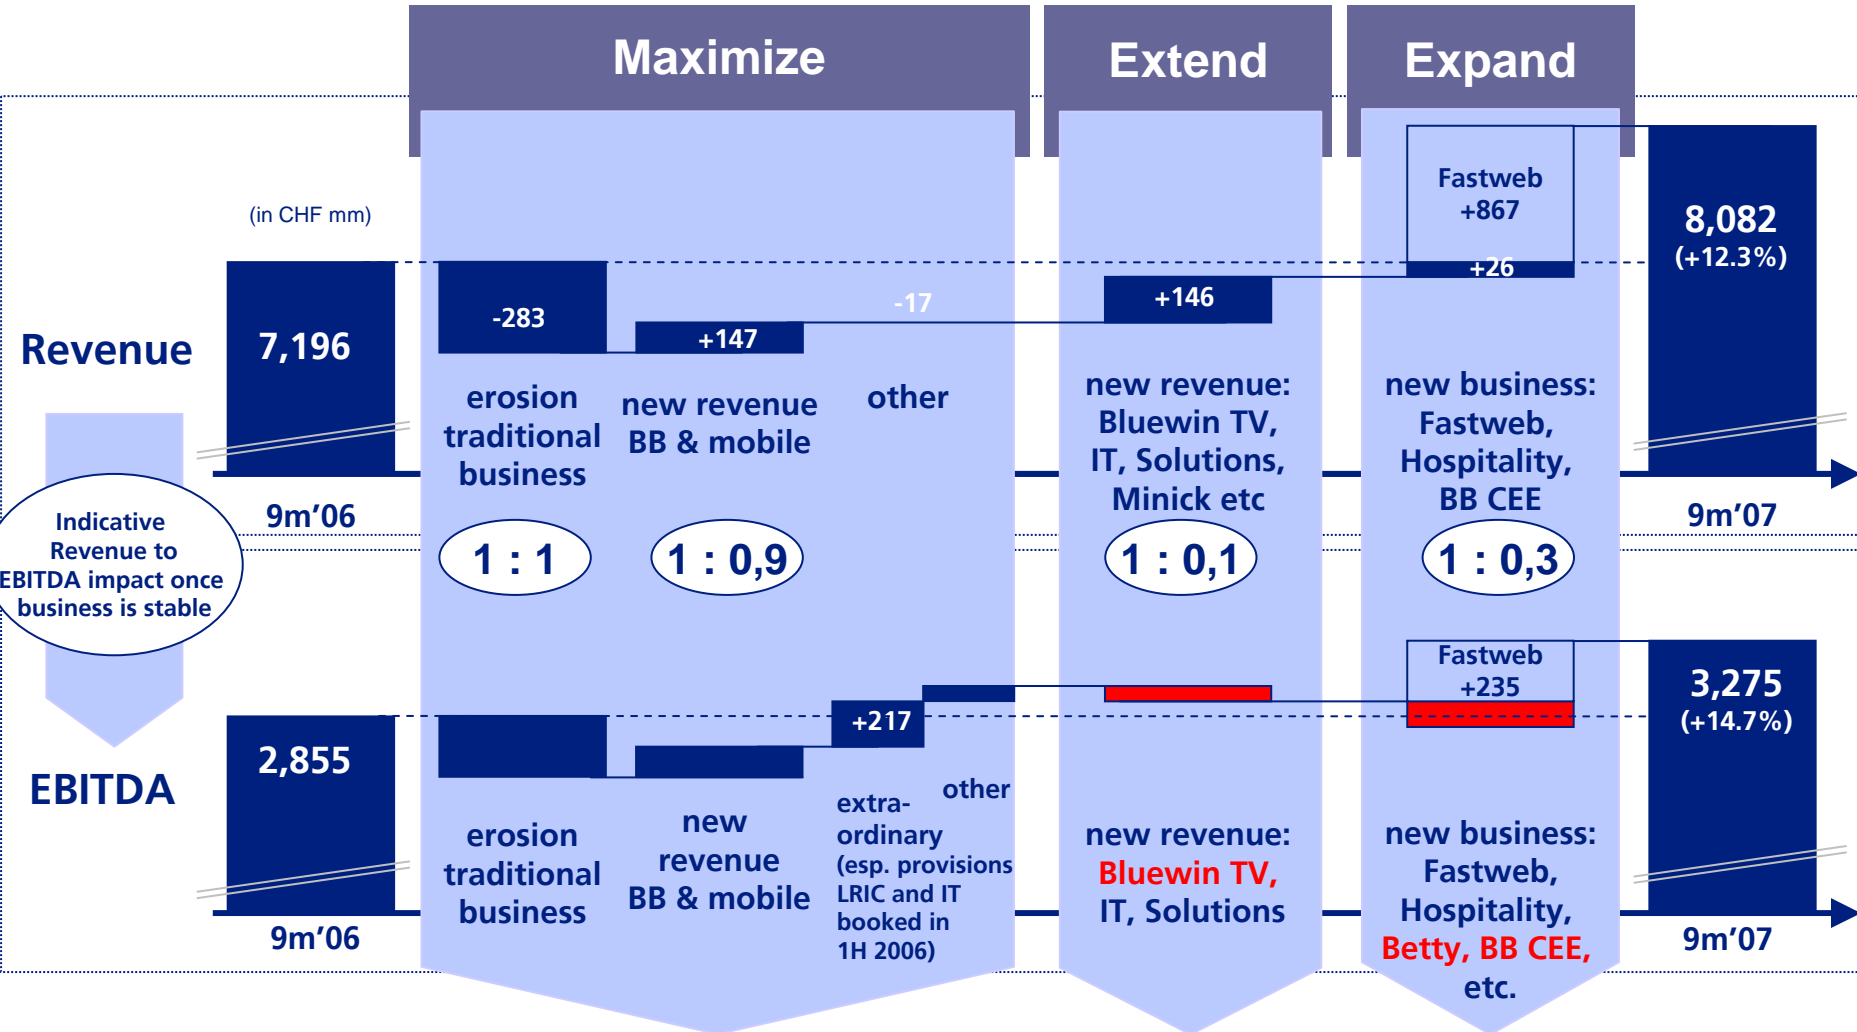 Maximize
Extend
Expand
(in CHF mm)
Fastweb
+867
8,082
(+12.3%)
+26
-283
+147
-17
+146
Revenue
7,196
erosion
traditional
business
new revenue
BB & mobile
other
new revenue:
Bluewin TV,
IT, Solutions,
Minick etc
new business:
Fastweb,
Hospitality,
BB CEE
9m’06
9m’07
Indicative
Revenue to
EBITDA impact once
business is stable
1 : 1
1 : 0,9
1 : 0,1
1 : 0,3
Fastweb
+235
3,275
(+14.7%)
+217
2,855
EBITDA
erosion
traditional
business
new
revenue
BB & mobile
extra-
ordinary
(esp. provisions
LRIC and IT
booked in
1H 2006)
other
new revenue:
Bluewin TV,
IT, Solutions
new business:
Fastweb,
Hospitality,
Betty, BB CEE,
etc.
9m’06
9m’07